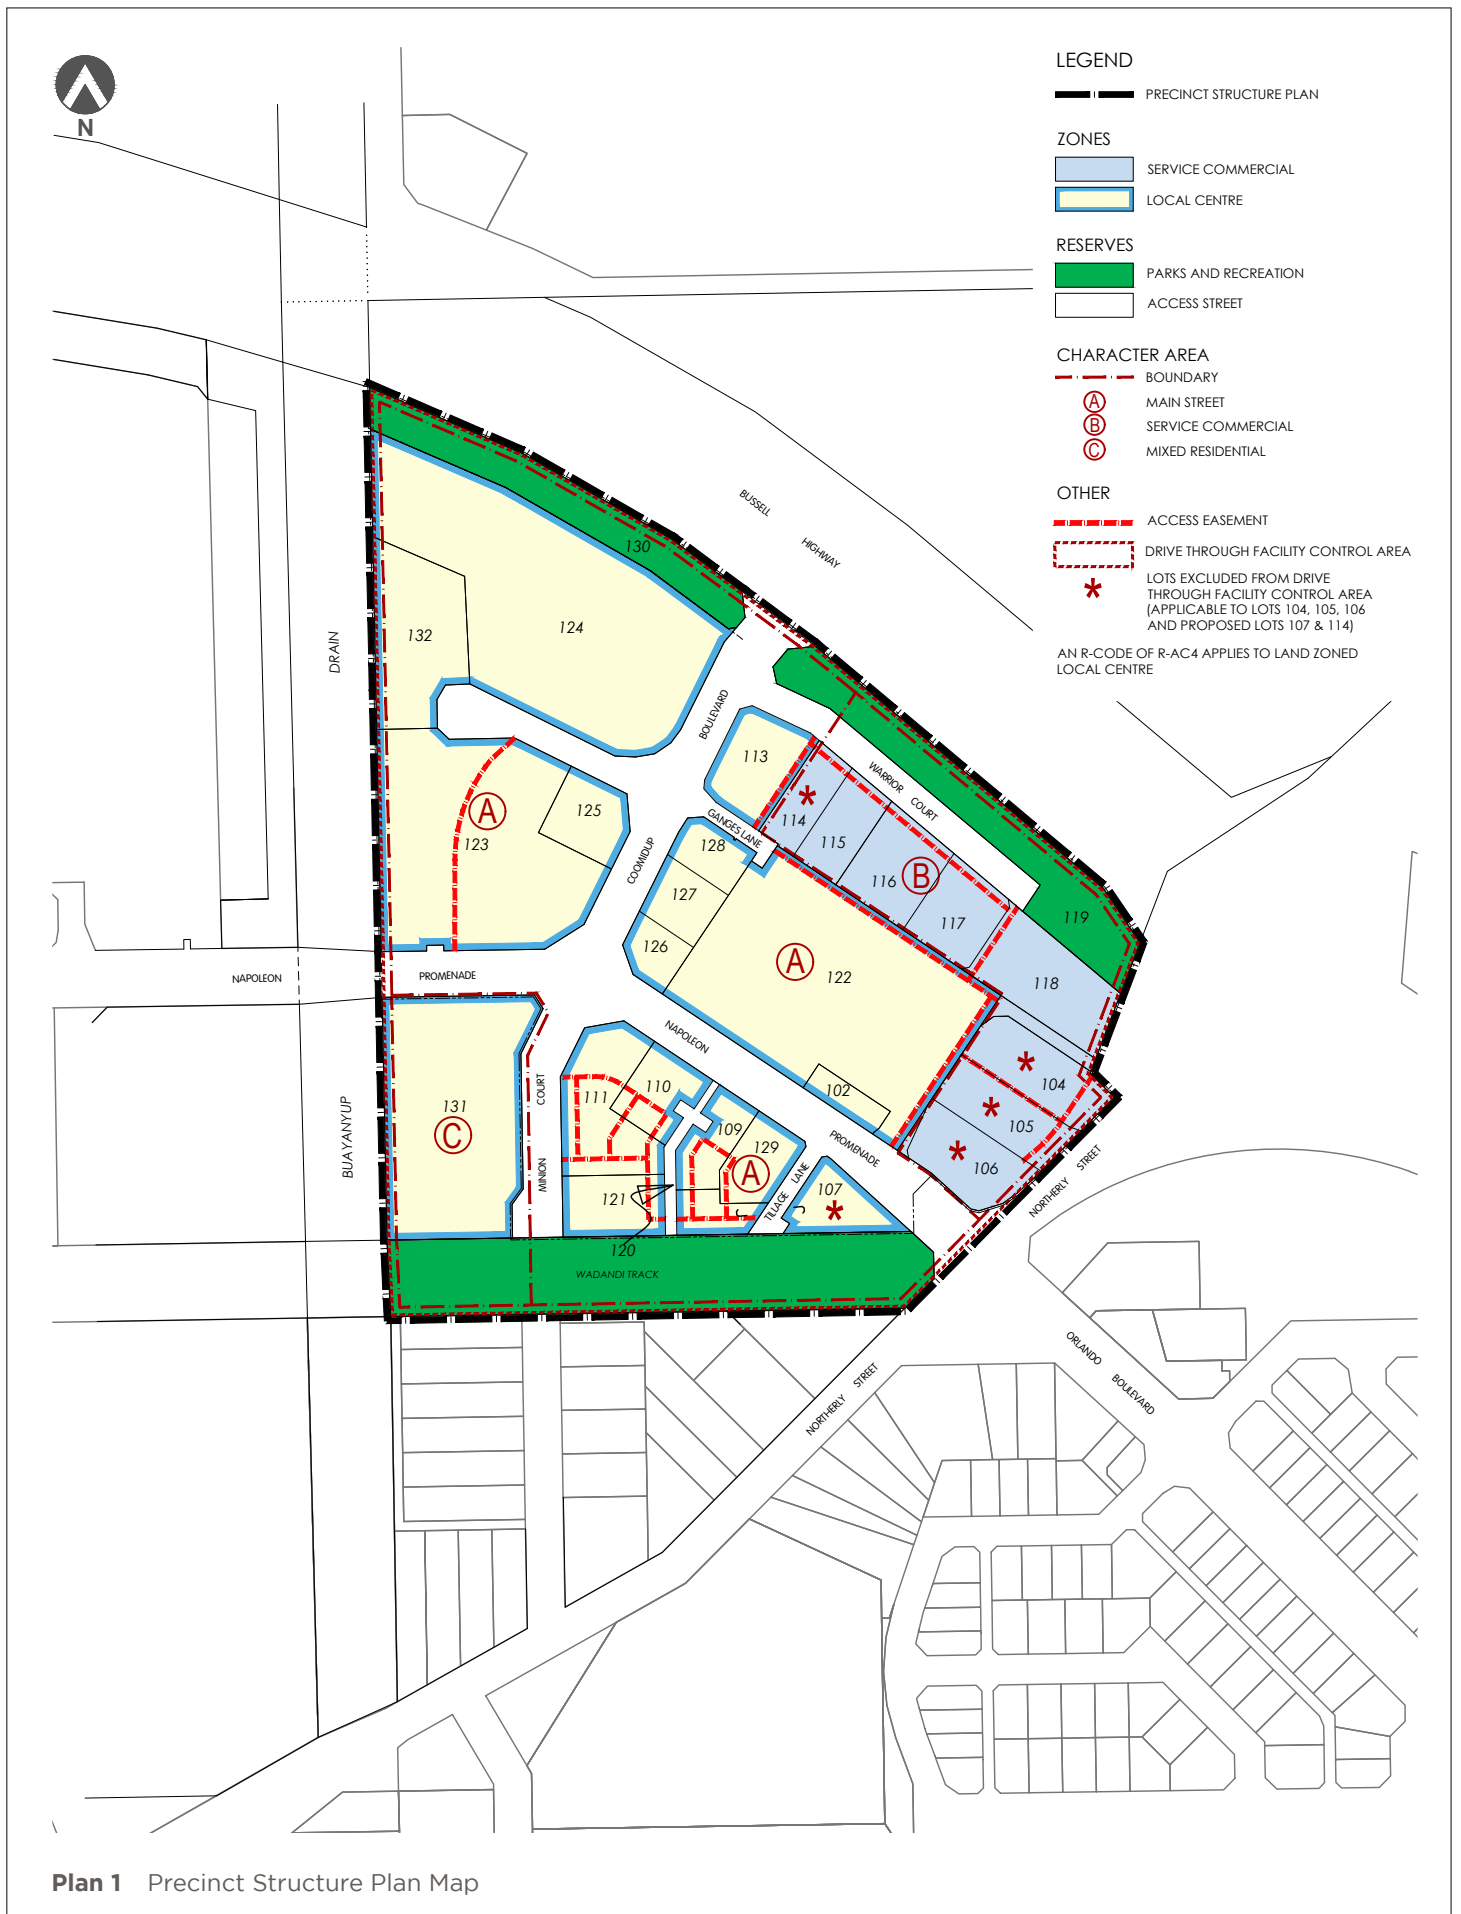 N
LEGEND
PRECINCT STRUCTURE PLAN
ZONES
SERVICE COMMERCIAL
LOCAL CENTRE
RESERVES
PARKS AND RECREATION
ACCESS STREET
CHARACTER AREA
BOUNDARY
A MAIN STREET
B SERVICE COMMERCIAL
C MIXED RESIDENTIAL
OTHER
ACCESS EASEMENT
DRIVE THROUGH FACILITY CONTROL AREA
* LOTS EXCLUDED FROM DRIVE
THROUGH FACILITY CONTROL AREA
(APPLICABLE TO LOTS 104, 105, 106
AND PROPOSED LOTS 107 & 114)
AN R-CODE OF R-AC4 APPLIES TO LAND ZONED
LOCAL CENTRE
BUSSELL
HIGHWAY
130
124
132
DRAIN
BOULEVARD
113
WARRIOR COURT
*
114
115
GANGES LANE
A
123
125
COOMIDUP
128
127
126
116
B
117
119
118
A
122
NAPOLEON
PROMENADE
NAPOLEON
102
PROMENADE
* 104
* 105
* 106
NORTHERLY STREET
131
C
BUAYANYUP
MINION COURT
111
110
109
129
A
121
TILLAGE LANE
107
*
120
WADANDI TRACK
ORLANDO BOULEVARD
NORTHERLY STREET
Plan 1 Precinct Structure Plan Map